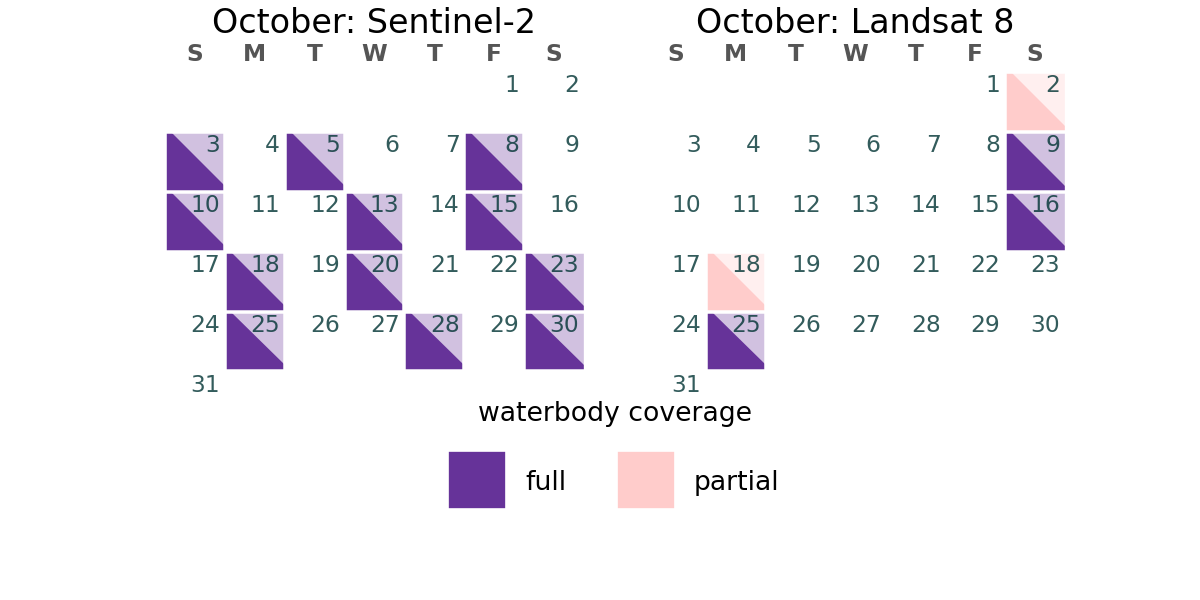 October: Sentinel-2
S M T W T F S
1 2
3 4 5 6 7 8 9
10 11 12 13 14 15 16
17 18 19 20 21 22 23
24 25 26 27 28 29 30
31
October: Landsat 8
S M T W T F S
1 2
3 4 5 6 7 8 9
10 11 12 13 14 15 16
17 18 19 20 21 22 23
24 25 26 27 28 29 30
31
waterbody coverage
full partial